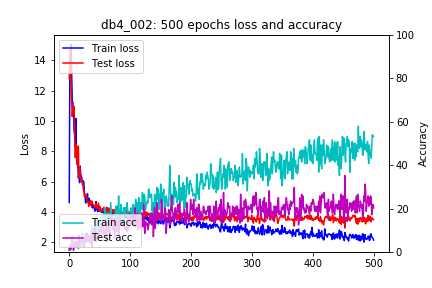 db4_002: 500 epochs loss and accuracy
Train loss
Test loss
Train acc
Test acc
Loss
Accuracy
14
12
10
8
6
4
2
100
80
60
40
20
0
0
100
200
300
400
500